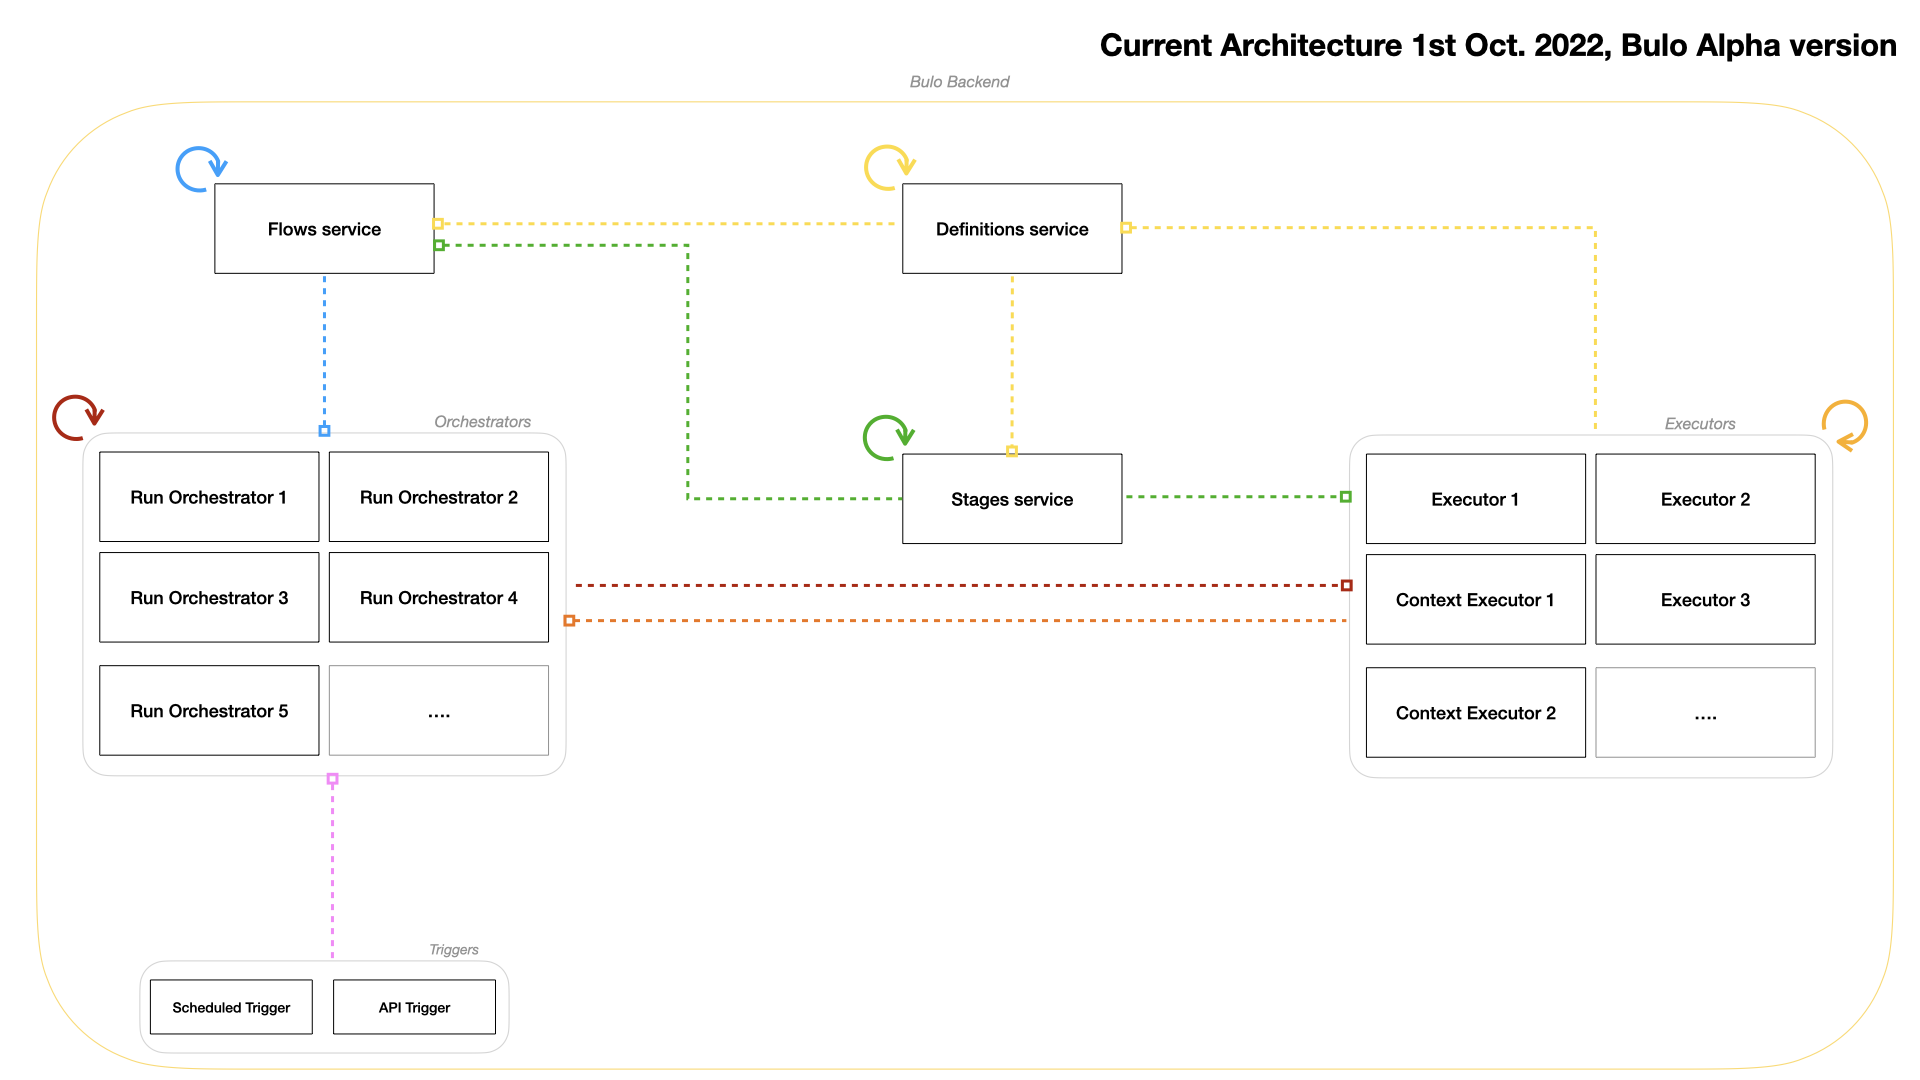 Current Architecture 1st Oct. 2022, Bulo Alpha version
Bulo Backend
Flows service
Definitions service
Orchestrators
Executors
Run Orchestrator 1
Run Orchestrator 2
Stages service
Executor 1
Executor 2
Run Orchestrator 3
Run Orchestrator 4
Context Executor 1
Executor 3
Run Orchestrator 5
....
Context Executor 2
....
Triggers
Scheduled Trigger
API Trigger